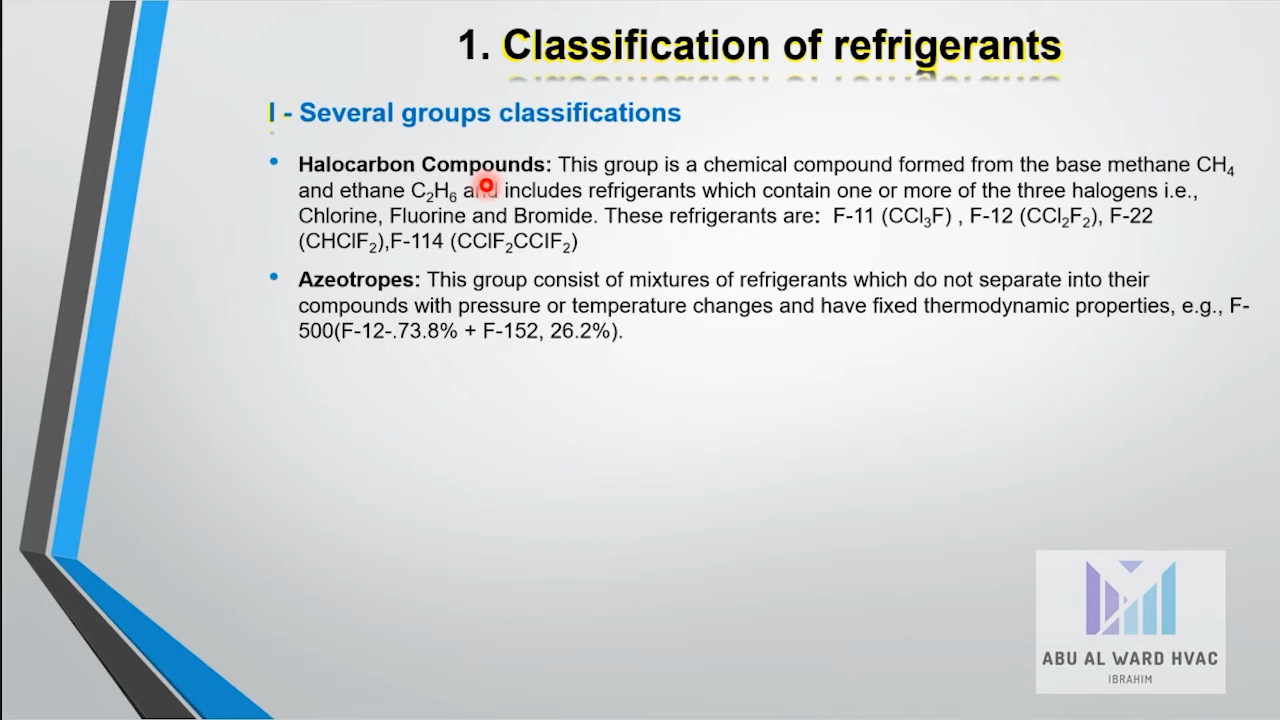 1. Classification of refrigerants
I - Several groups classifications
• Halocarbon Compounds: This group is a chemical compound formed from the base methane CH₄
and ethane C₂H₆ and includes refrigerants which contain one or more of the three halogens i.e.,
Chlorine, Fluorine and Bromide. These refrigerants are: F-11 (CCl₃F) , F-12 (CCl₂F₂), F-22
(CHClF₂),F-114 (CClF₂CClF₂)
• Azeotropes: This group consist of mixtures of refrigerants which do not separate into their
compounds with pressure or temperature changes and have fixed thermodynamic properties, e.g., F-
500(F-12-.73.8% + F-152, 26.2%).
ABU AL WARD HVAC
IBRAHIM